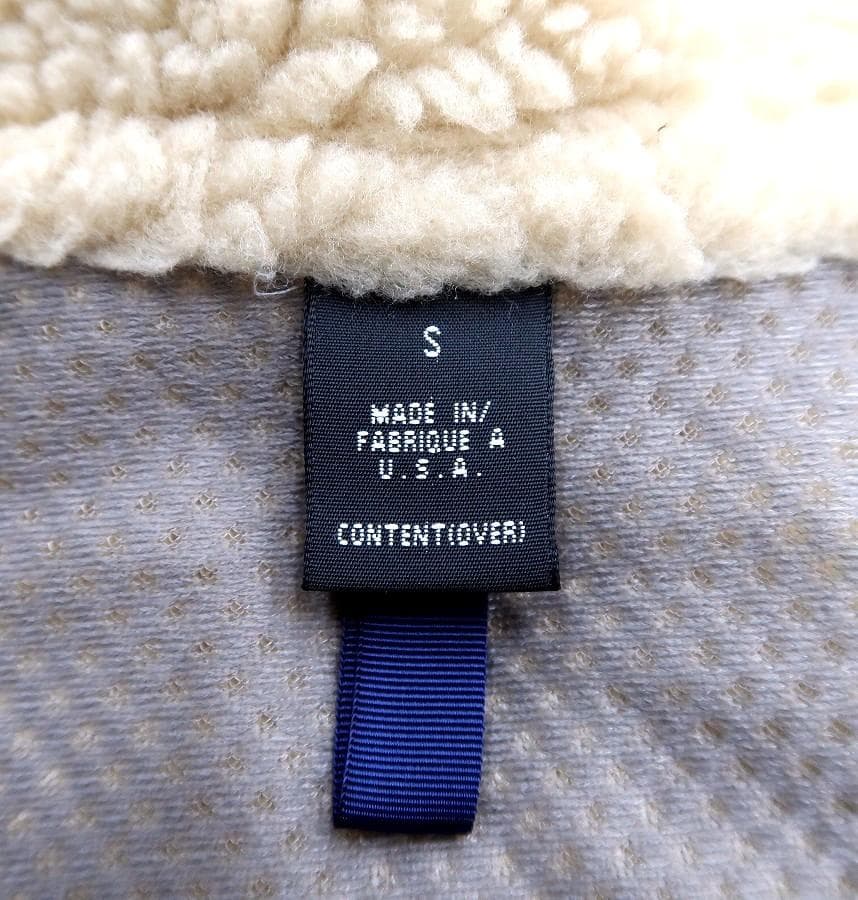 S
MADE IN/
FABRIQUE A
U.S.A.
CONTENT(OVER)